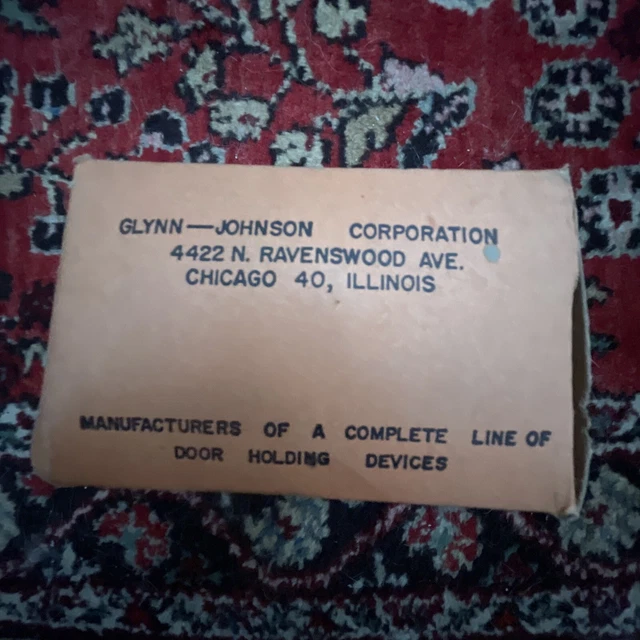 GLYNN—JOHNSON CORPORATION
4422 N. RAVENSWOOD AVE.
CHICAGO 40, ILLINOIS
MANUFACTURERS OF A COMPLETE LINE OF
DOOR HOLDING DEVICES